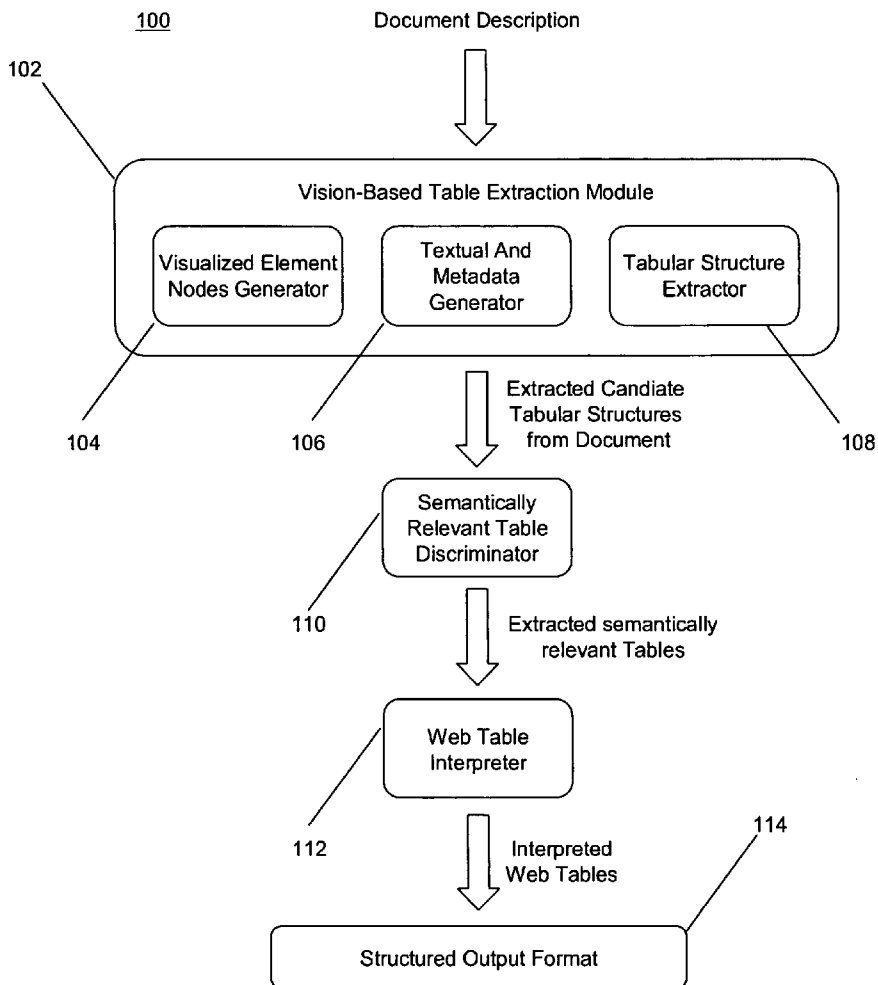 100
Document Description
102
Vision-Based Table Extraction Module
Visualized Element
Nodes Generator
Textual And
Metadata
Generator
Tabular Structure
Extractor
104
106
Extracted Candiate
Tabular Structures
from Document
108
Semantically
Relevant Table
Discriminator
110
Extracted semantically
relevant Tables
Web Table
Interpreter
112
Interpreted
Web Tables
114
Structured Output Format